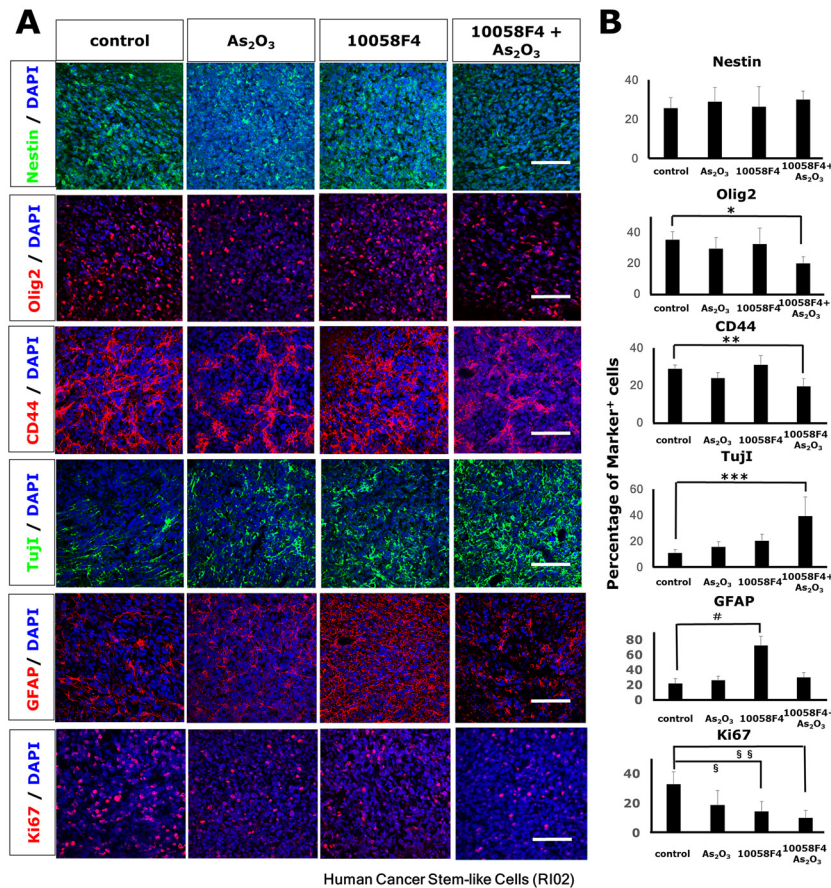 A
control
As₂O₃
10058F4
10058F4 +
As₂O₃
Nestin / DAPI
Olig2 / DAPI
CD44 / DAPI
TujI / DAPI
GFAP/ DAPI
Ki67 / DAPI
Human Cancer Stem-like Cells (RI02)
B
Percentage of Marker⁺ cells
Nestin
40
20
0
control As₂O₃ 10058F4 10058F4+
As₂O₃
Olig2
*
60
40
20
0
control As₂O₃ 10058F4 10058F4+
As₂O₃
CD44
**
40
20
0
control As₂O₃ 10058F4 10058F4
As₂O₃
TujI
***
60
40
20
0
control As₂O₃ 10058F4 10058F4+
As₂O₃
GFAP
#
80
60
40
20
0
control As₂O₃ 10058F4 10058F4-
As₂O₃
Ki67
§ §
§
40
20
0
control As₂O₃ 10058F4 10058F4
As₂O₃